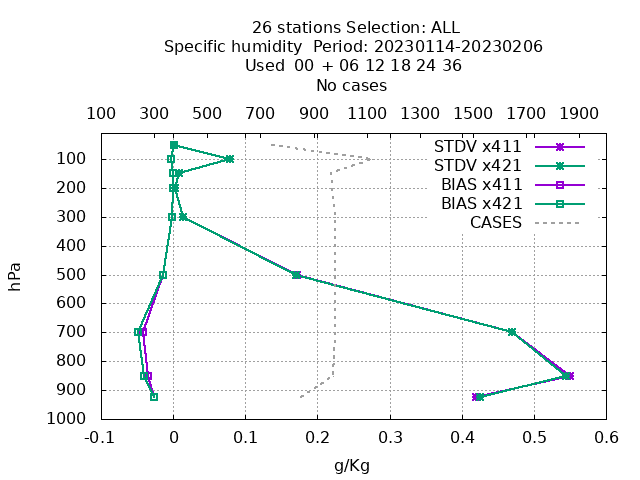 26 stations Selection: ALL
Specific humidity  Period: 20230114-20230206
Used  00 + 06 12 18 24 36
No cases
100 240 380 500 740 900 1100 1300 1500 1700 1900
STDV x411
STDV x421
BIAS x411
BIAS x421
CASES
100
200
300
400
500
600
700
800
900
1000
hPa
-0.1 0 0.1 0.2 0.3 0.4 0.5 0.6
g/Kg